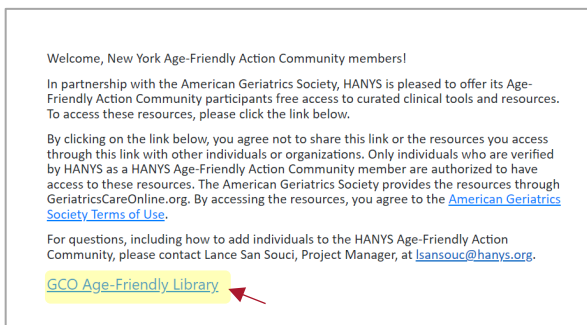 Welcome, New York Age-Friendly Action Community members!
In partnership with the American Geriatrics Society, HANYS is pleased to offer its Age-
Friendly Action Community participants free access to curated clinical tools and resources.
To access these resources, please click the link below.
By clicking on the link below, you agree not to share this link or the resources you access
through this link with other individuals or organizations. Only individuals who are verified
by HANYS as a HANYS Age-Friendly Action Community member are authorized to have
access to these resources. The American Geriatrics Society provides the resources through
GeriatricsCareOnline.org. By accessing the resources, you agree to the American Geriatrics
Society Terms of Use.
For questions, including how to add individuals to the HANYS Age-Friendly Action
Community, please contact Lance San Souci, Project Manager, at lsansouc@hanys.org.
GCO Age-Friendly Library